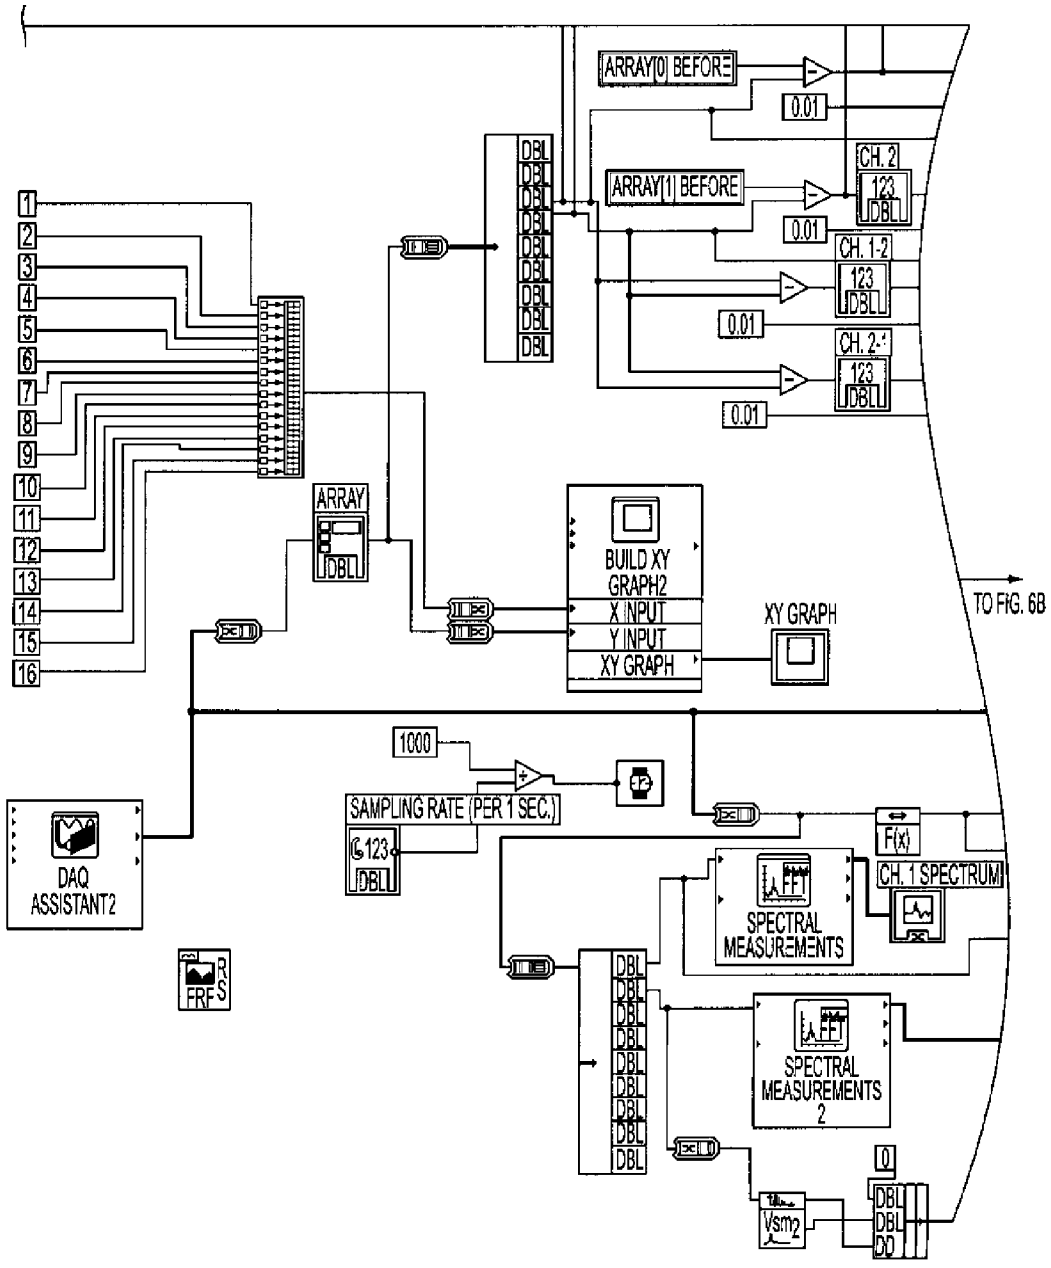 ARRAY[0] BEFORE
-
0.01
DBL
DBL
DBL
DBL
DBL
DBL
DBL
DBL
DBL
ARRAY[1] BEFORE
-
CH. 2
123
DBL
0.01
CH. 1-2
-
123
DBL
0.01
CH. 2-1
-
123
DBL
0.01
1
2
3
4
5
6
7
8
9
10
11
12
13
14
15
16
ARRAY
DBL
BUILD XY
GRAPH2
X INPUT
Y INPUT
XY GRAPH
XY GRAPH
TO FIG. 6B
1000
÷
SAMPLING RATE (PER 1 SEC.)
123
DBL
DAQ
ASSISTANT2
FRF
RS
F(x)
CH. 1 SPECTRUM
FFT
SPECTRAL
MEASUREMENTS
DBL
DBL
DBL
DBL
DBL
DBL
DBL
DBL
DBL
FFT
SPECTRAL
MEASUREMENTS
2
0
Vsm2
DBL
DBL
DD